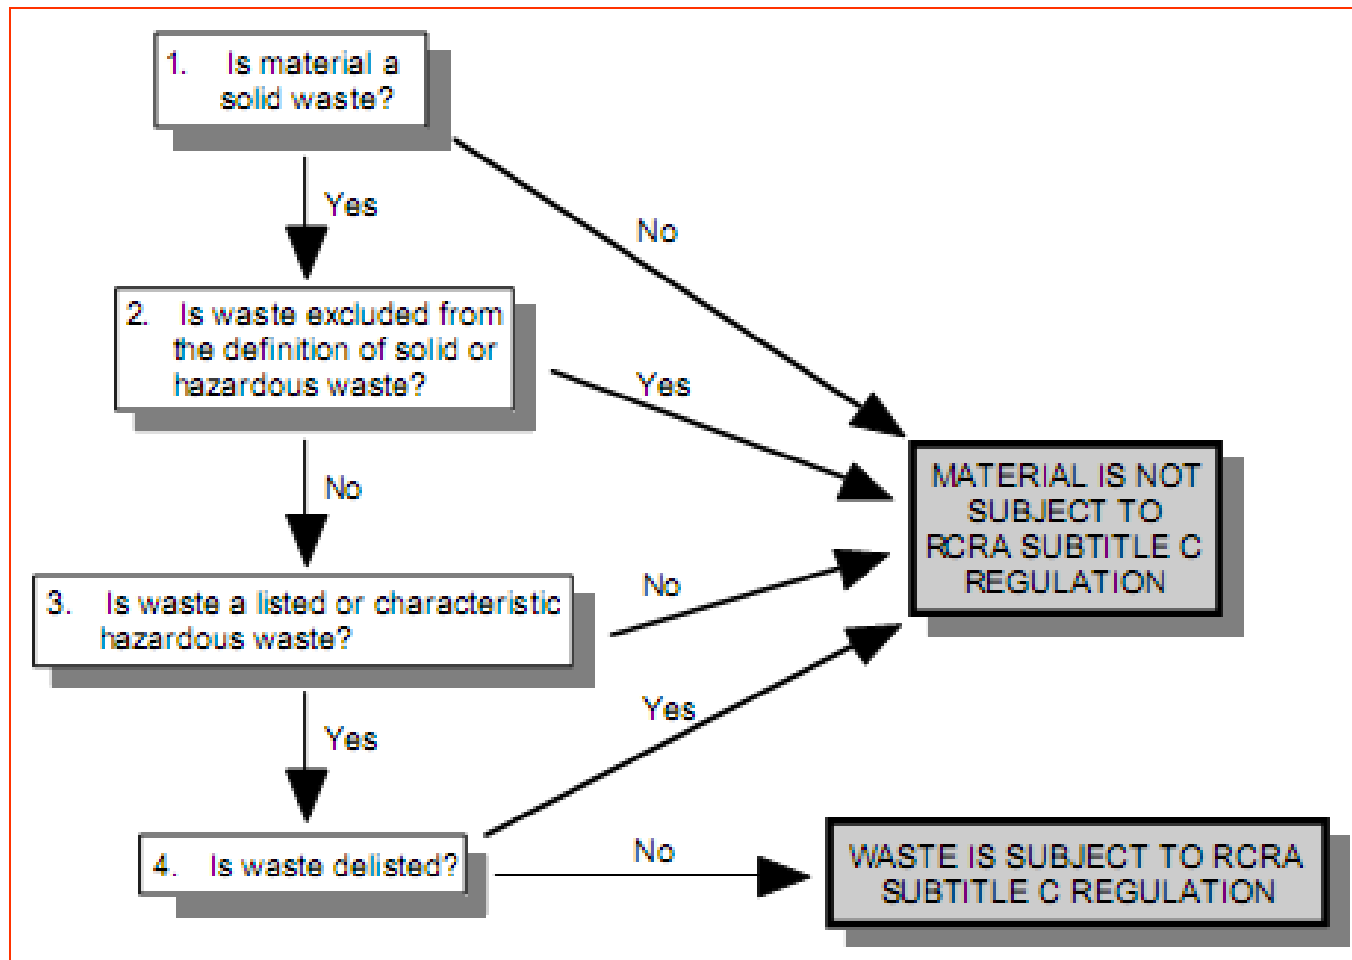 1. Is material a
solid waste?
Yes
No
2. Is waste excluded from
the definition of solid or
hazardous waste?
Yes
No
MATERIAL IS NOT
SUBJECT TO
RCRA SUBTITLE C
REGULATION
3. Is waste a listed or characteristic
hazardous waste?
No
Yes
Yes
4. Is waste delisted?
No
WASTE IS SUBJECT TO RCRA
SUBTITLE C REGULATION